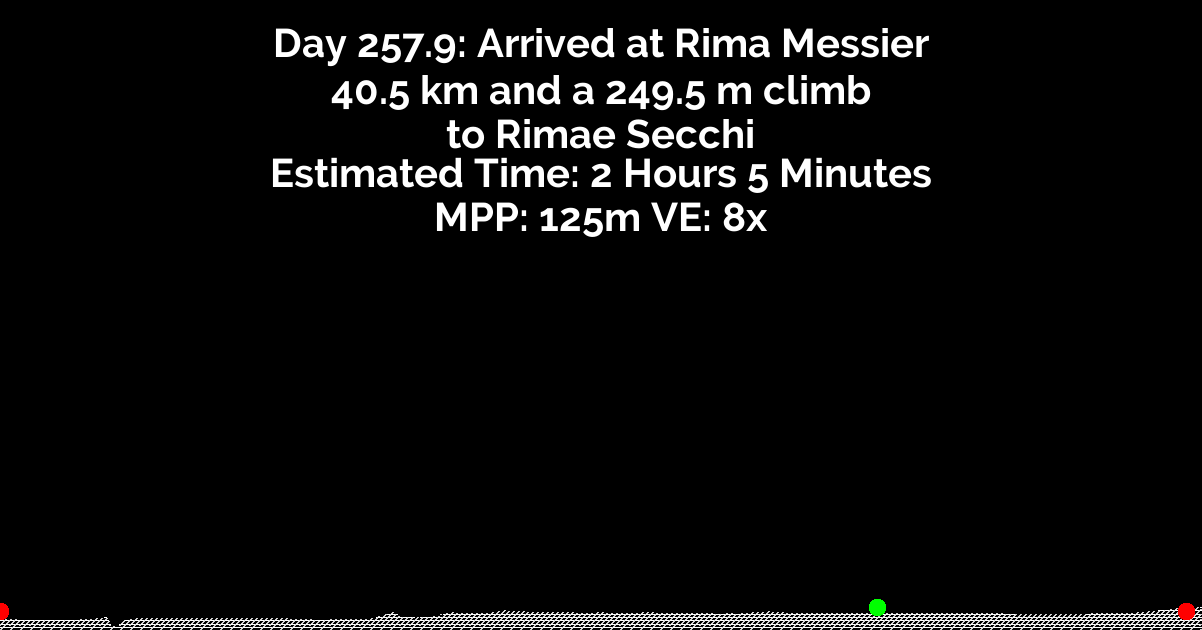 Day 257.9: Arrived at Rima Messier
40.5 km and a 249.5 m climb
to Rimae Secchi
Estimated Time: 2 Hours 5 Minutes
MPP: 125m VE: 8x